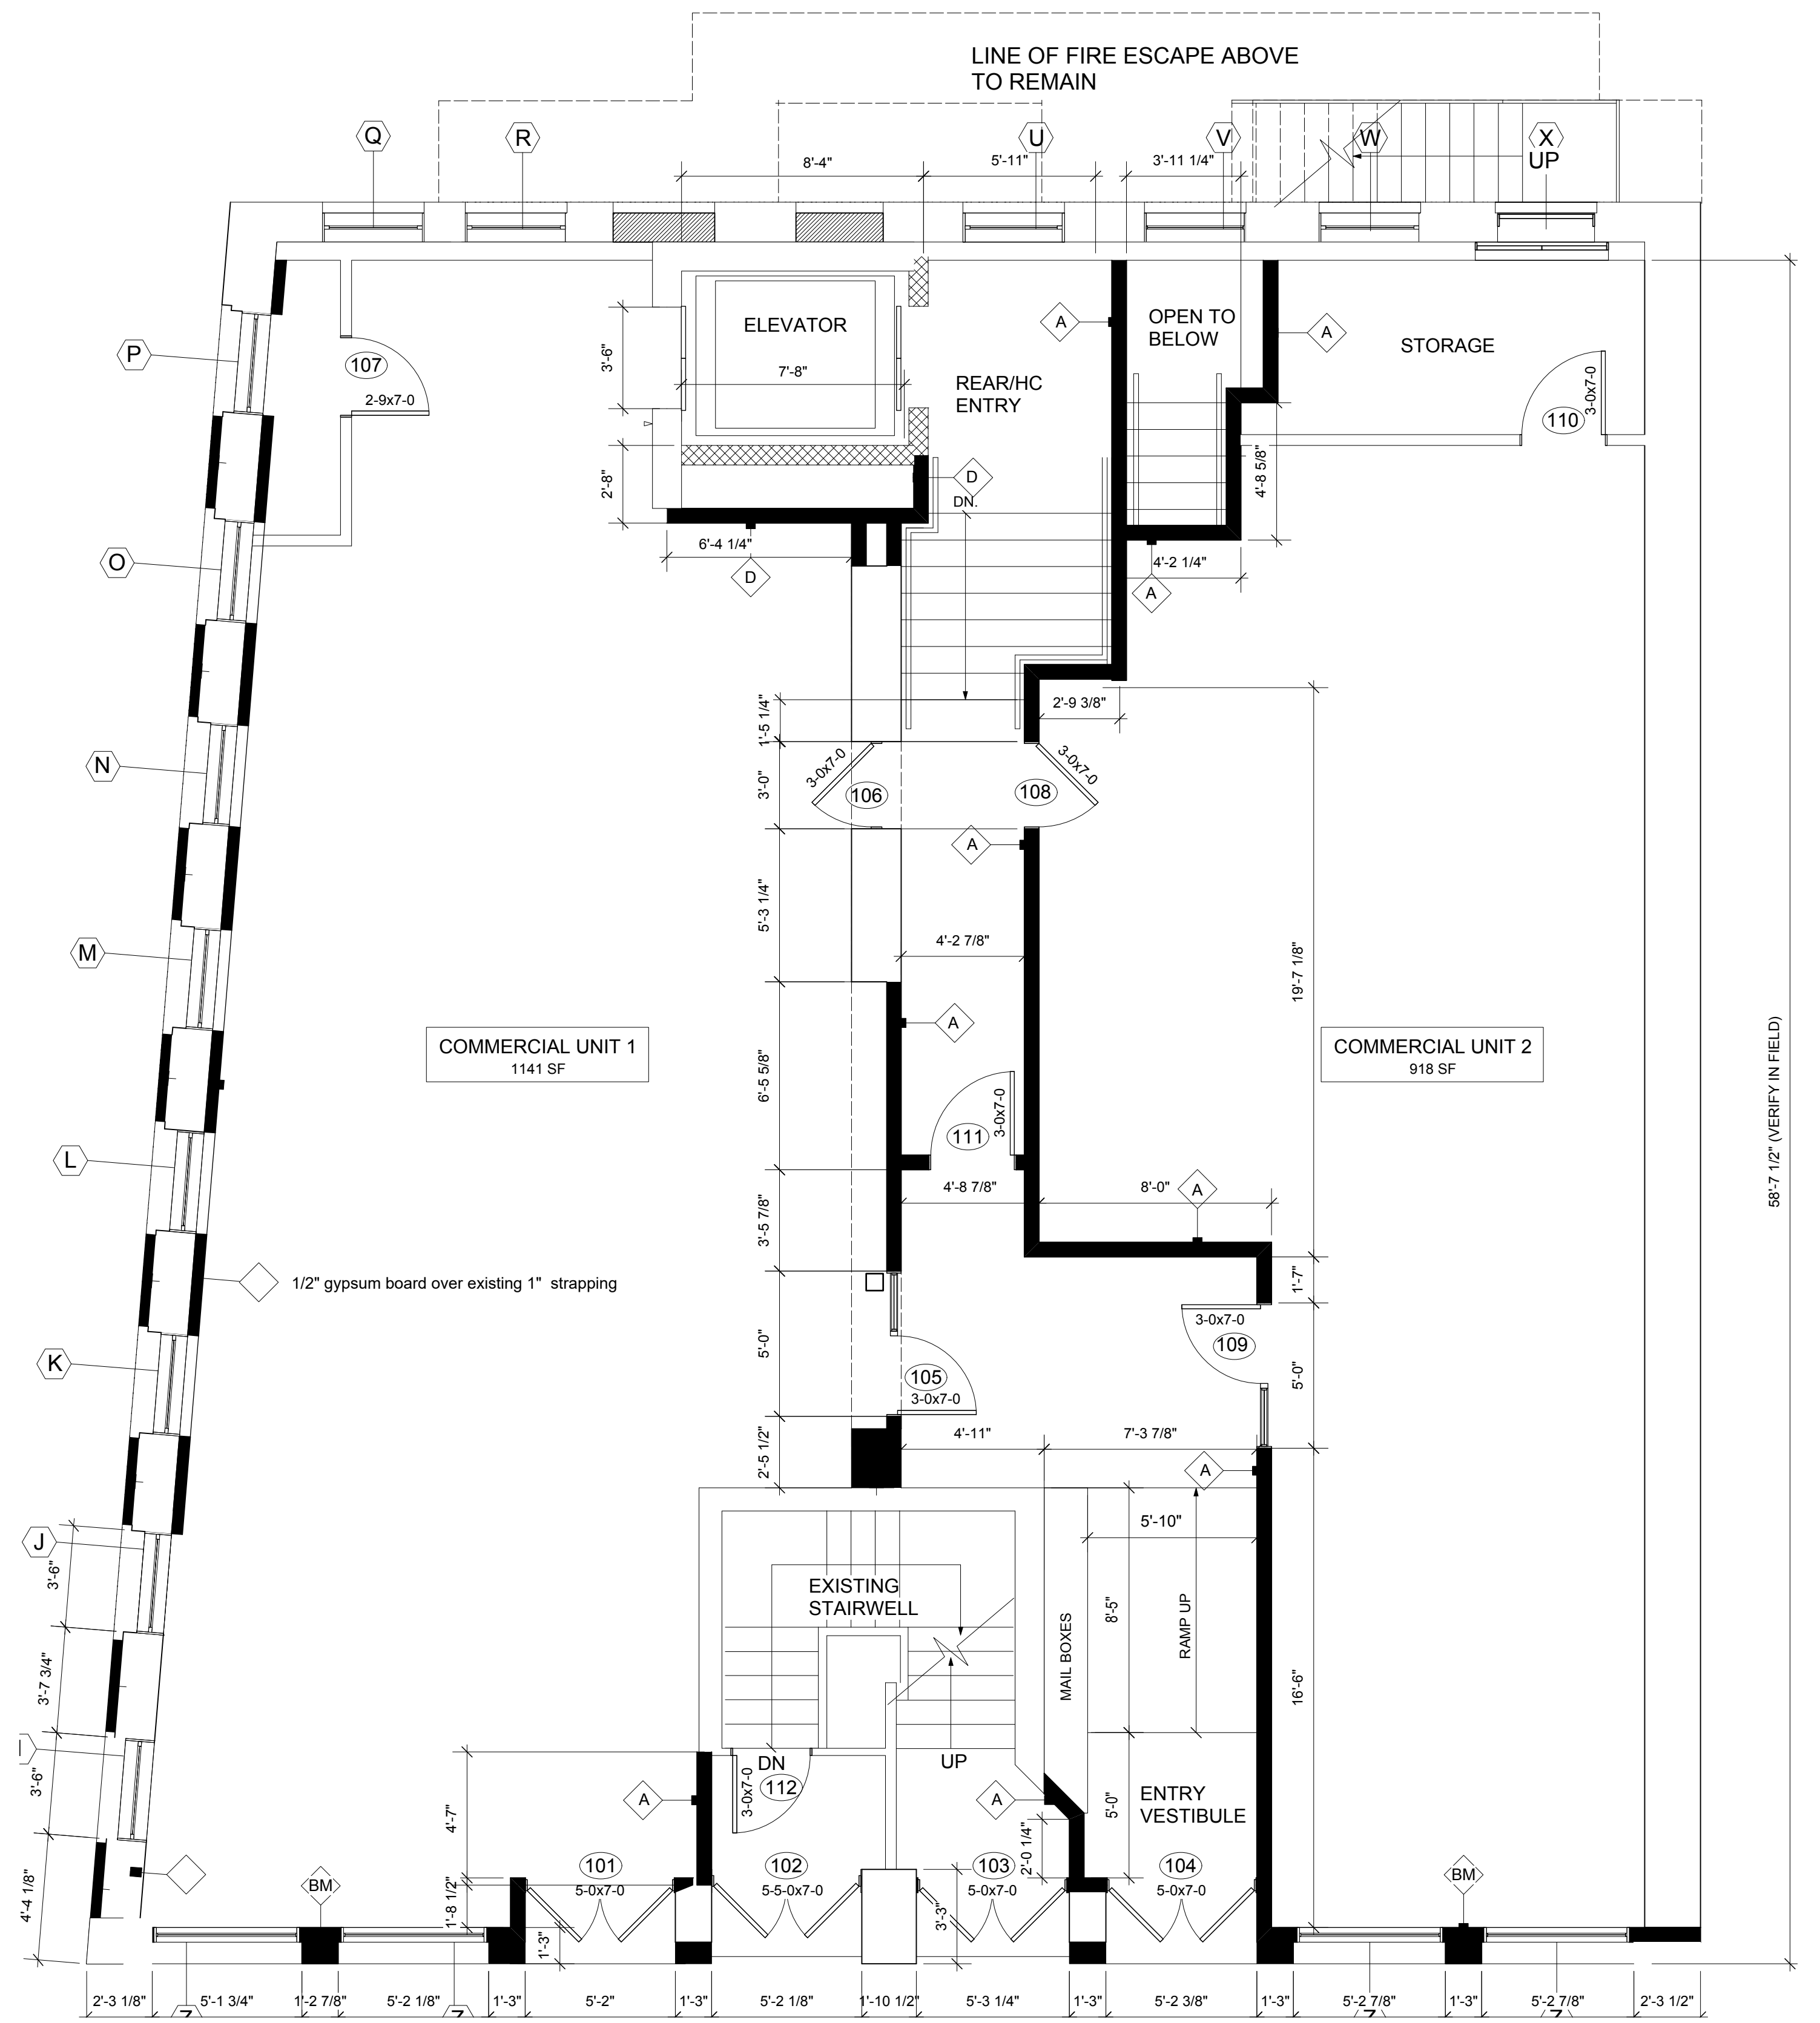 LINE OF FIRE ESCAPE ABOVE
TO REMAIN
Q
R
U
V
W
X
UP
8'-4"
5'-11"
3'-11 1/4"
P
107
2-9x7-0
3'-6"
ELEVATOR
7'-8"
REAR/HC
ENTRY
A
OPEN TO
BELOW
A
STORAGE
110
3-0x7-0
2'-8"
D
DN.
4'-8 5/8"
O
6'-4 1/4"
D
4'-2 1/4"
A
1'-5 1/4"
2'-9 3/8"
N
3'-0"
3-0x7-0
106
108
3-0x7-0
A
5'-3 1/4"
M
4'-2 7/8"
19'-7 1/8"
A
COMMERCIAL UNIT 1
1141 SF
COMMERCIAL UNIT 2
918 SF
58'-7 1/2" (VERIFY IN FIELD)
6'-5 5/8"
111
3-0x7-0
L
4'-8 7/8"
8'-0"
A
3'-5 7/8"
1/2" gypsum board over existing 1" strapping
1'-7"
3-0x7-0
109
K
5'-0"
105
3-0x7-0
5'-0"
2'-5 1/2"
4'-11"
7'-3 7/8"
A
J
3'-6"
5'-10"
EXISTING
STAIRWELL
MAIL BOXES
8'-5"
RAMP UP
16'-6"
3'-7 3/4"
I
3'-6"
DN
UP
112
3-0x7-0
A
A
4'-7"
5'-0"
ENTRY
VESTIBULE
2'-0 1/4"
4'-4 1/8"
BM
101
5-0x7-0
102
5-5-0x7-0
103
5-0x7-0
104
5-0x7-0
BM
1'-8 1/2"
1'-3"
3'-3"
2'-3 1/8"
5'-1 3/4"
1'-2 7/8"
5'-2 1/8"
1'-3"
5'-2"
1'-3"
5'-2 1/8"
1'-10 1/2"
5'-3 1/4"
1'-3"
5'-2 3/8"
1'-3"
5'-2 7/8"
1'-3"
5'-2 7/8"
2'-3 1/2"